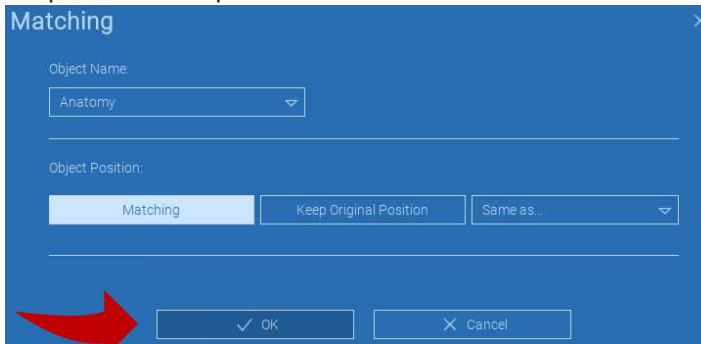 Matching
Object Name:
Anatomy
Object Position:
Matching Keep Original Position Same as...
OK Cancel